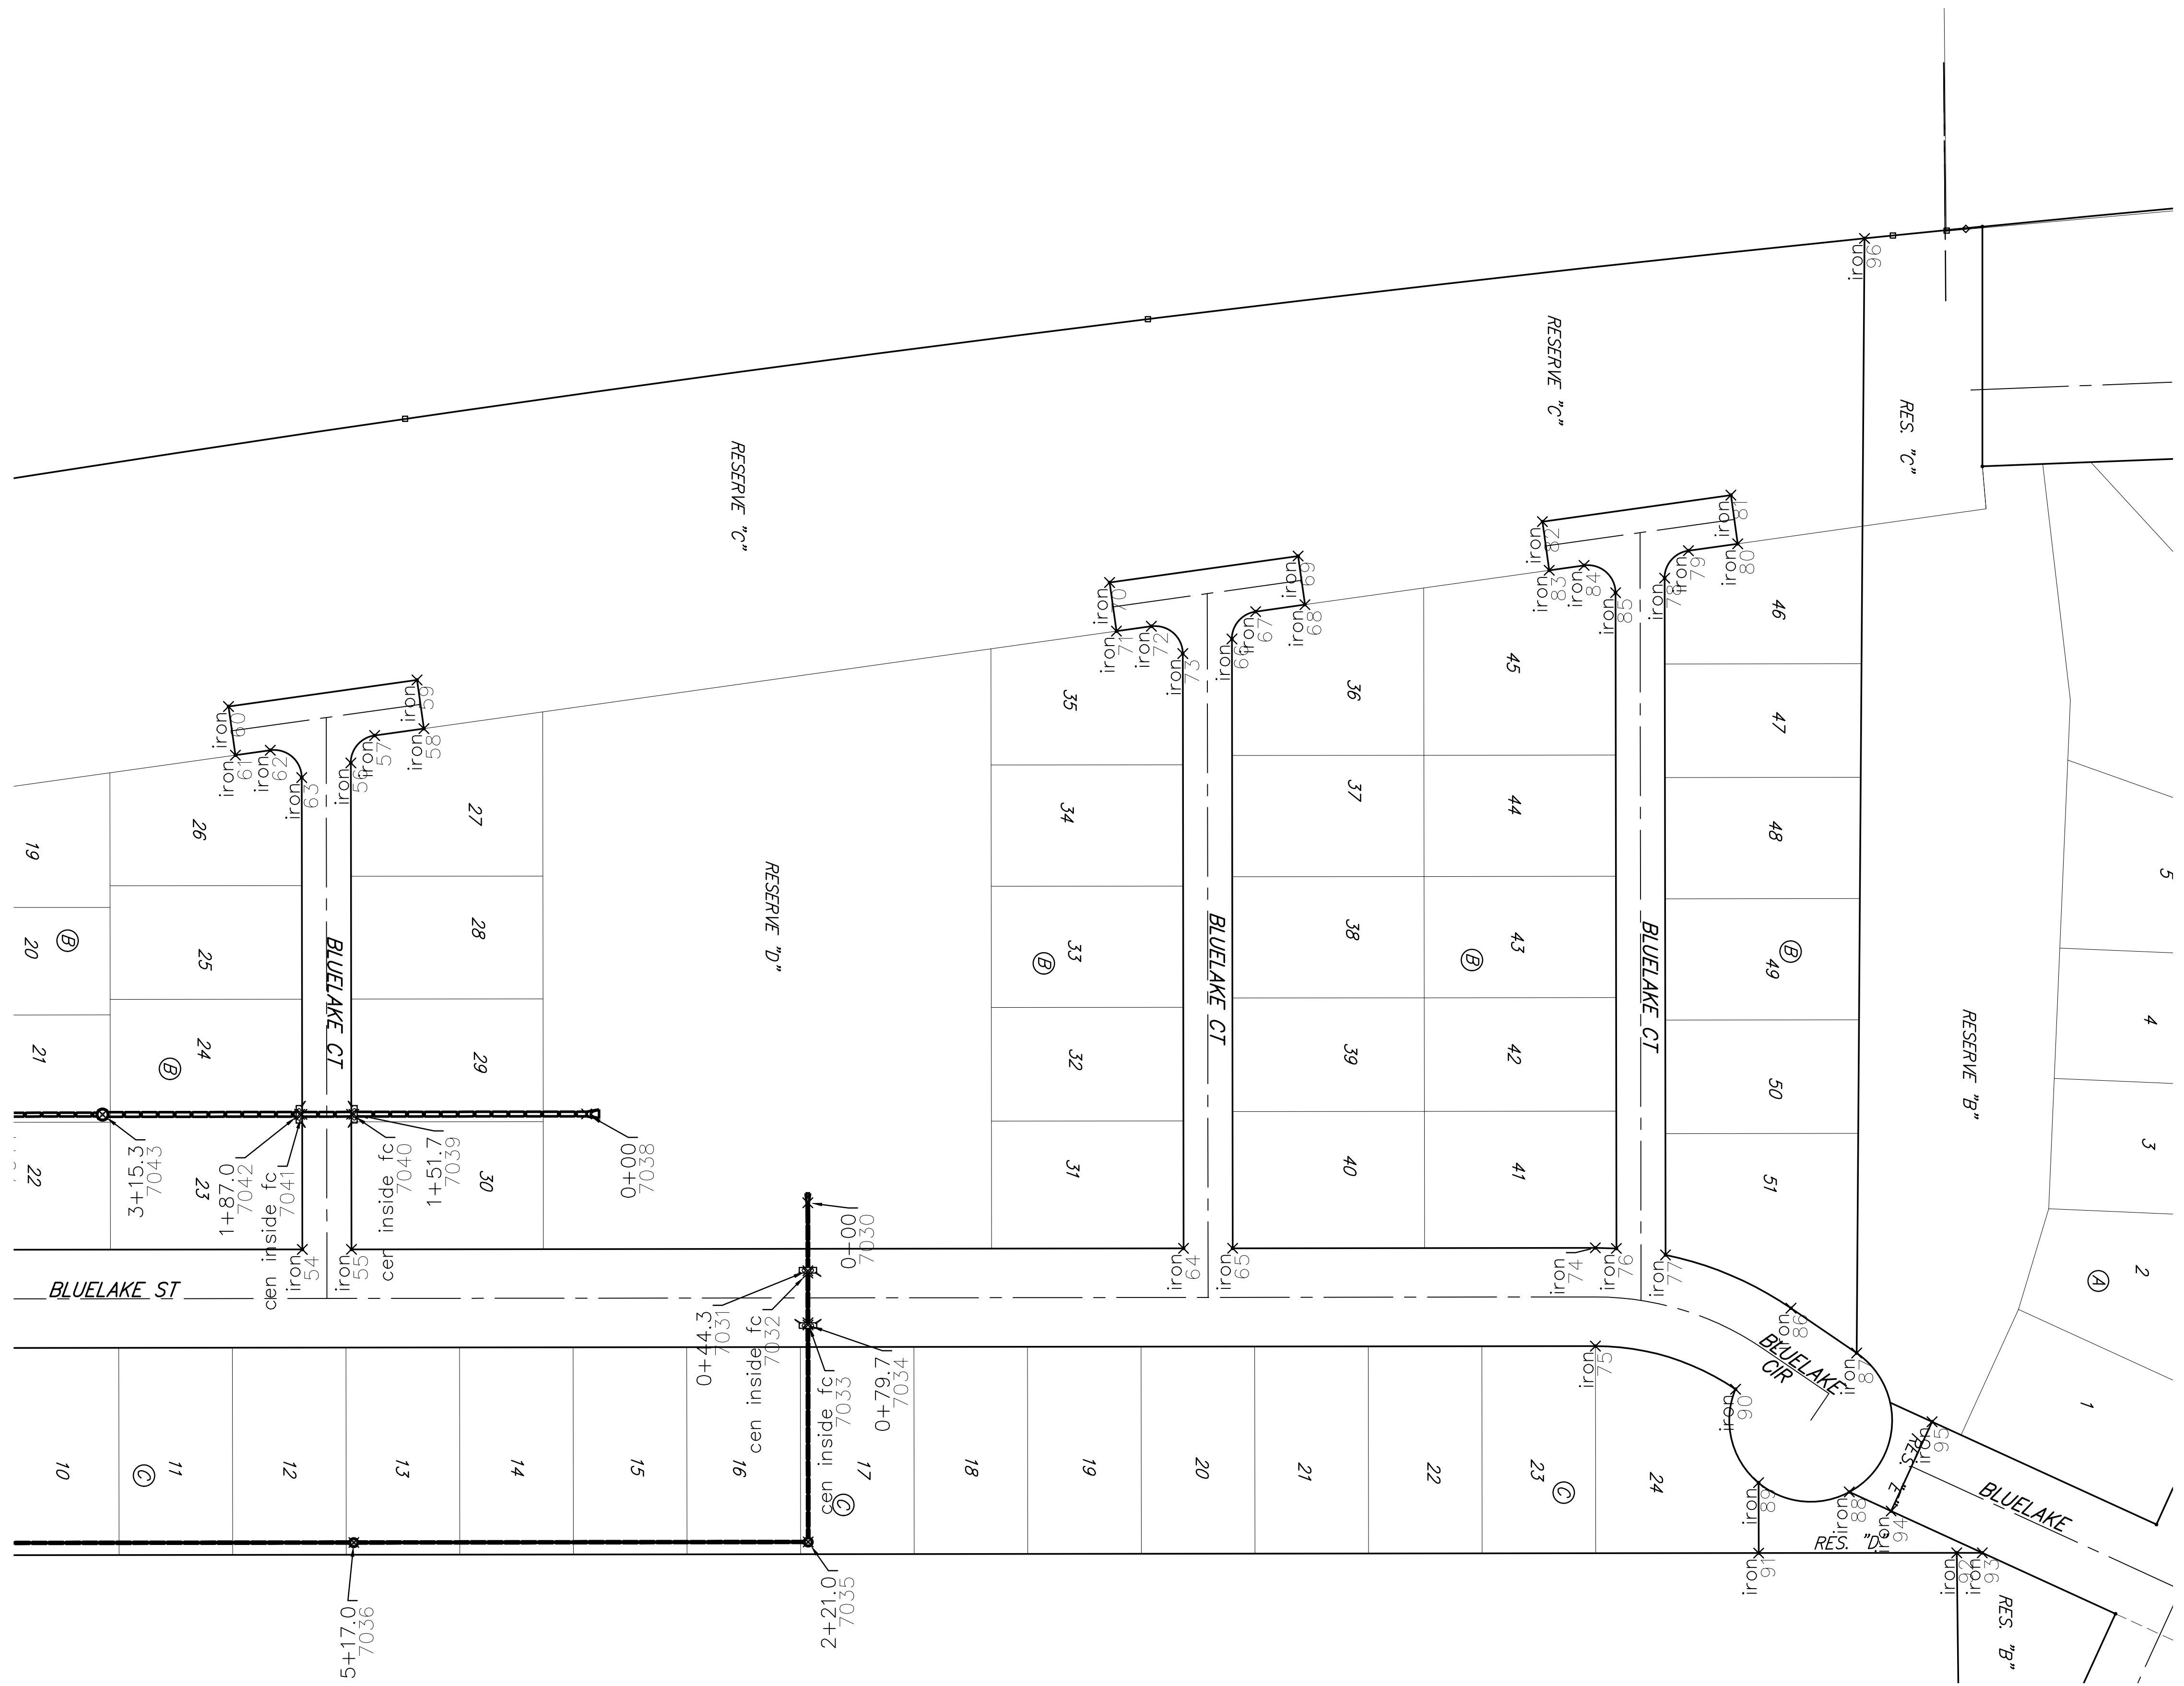 iron
96
RESERVE "C"
RES. "C"
RESERVE "C"
iron
81
iron
82
iron
80
iron
79
iron
78
iron
83
iron
84
iron
85
iron
69
iron
70
iron
68
iron
67
iron
66
iron
71
iron
72
iron
73
iron
59
iron
60
iron
58
iron
57
iron
56
iron
61
iron
62
iron
63
46
47
48
49
B
50
51
45
44
43
B
42
41
36
37
38
39
40
35
34
33
B
32
31
RESERVE "D"
27
28
29
30
26
25
24
B
23
19
20
B
21
22
5
4
3
2
A
1
RESERVE "B"
BLUELAKE CT
BLUELAKE CT
BLUELAKE CT
3+15.3
7043
1+87.0
7042
cen inside fc
7041
cen inside fc
7040
1+51.7
7039
0+00
7038
0+00
7030
0+44.3
7031
cen inside fc
7032
cen inside fc
7033
0+79.7
7034
2+21.0
7035
5+17.0
7036
iron
54
iron
55
iron
64
iron
65
iron
74
iron
76
iron
77
iron
75
iron
86
iron
87
iron
90
iron
89
iron
88
iron
95
iron
94
iron
91
iron
92
iron
93
BLUELAKE ST
BLUELAKE
CIR
RES. "E"
BLUELAKE
RES. "D"
RES. "B"
10
11
C
12
13
14
15
16
17
C
18
19
20
21
22
23
C
24